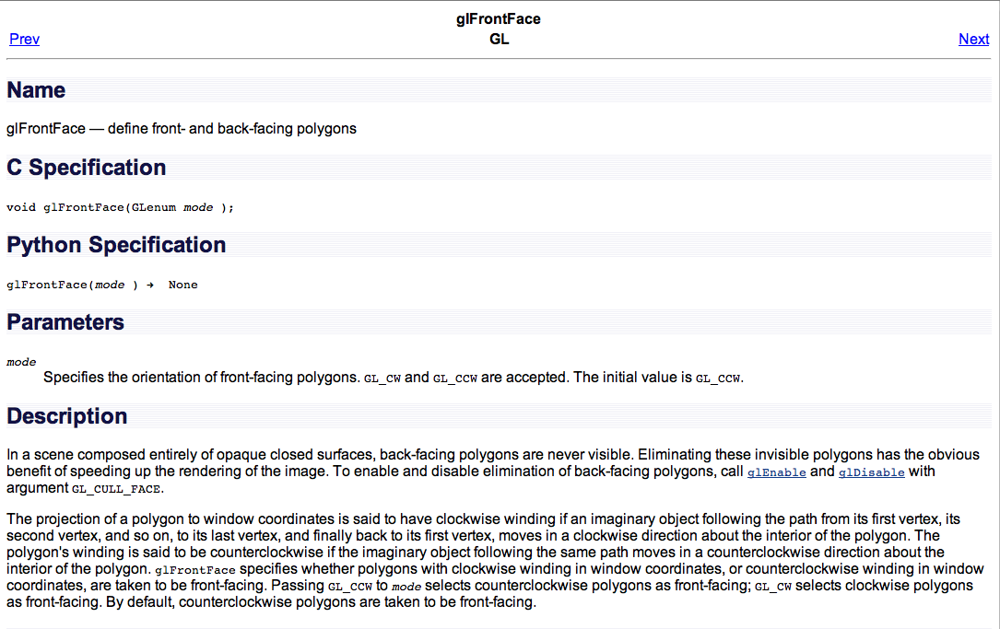 glFrontFace
Prev GL Next
Name
glFrontFace — define front- and back-facing polygons
C Specification
void glFrontFace(GLenum mode );
Python Specification
glFrontFace(mode ) → None
Parameters
mode
Specifies the orientation of front-facing polygons. GL_CW and GL_CCW are accepted. The initial value is GL_CCW.
Description
In a scene composed entirely of opaque closed surfaces, back-facing polygons are never visible. Eliminating these invisible polygons has the obvious
benefit of speeding up the rendering of the image. To enable and disable elimination of back-facing polygons, call glEnable and glDisable with
argument GL_CULL_FACE.
The projection of a polygon to window coordinates is said to have clockwise winding if an imaginary object following the path from its first vertex, its
second vertex, and so on, to its last vertex, and finally back to its first vertex, moves in a clockwise direction about the interior of the polygon. The
polygon's winding is said to be counterclockwise if the imaginary object following the same path moves in a counterclockwise direction about the
interior of the polygon. glFrontFace specifies whether polygons with clockwise winding in window coordinates, or counterclockwise winding in window
coordinates, are taken to be front-facing. Passing GL_CCW to mode selects counterclockwise polygons as front-facing; GL_CW selects clockwise polygons
as front-facing. By default, counterclockwise polygons are taken to be front-facing.